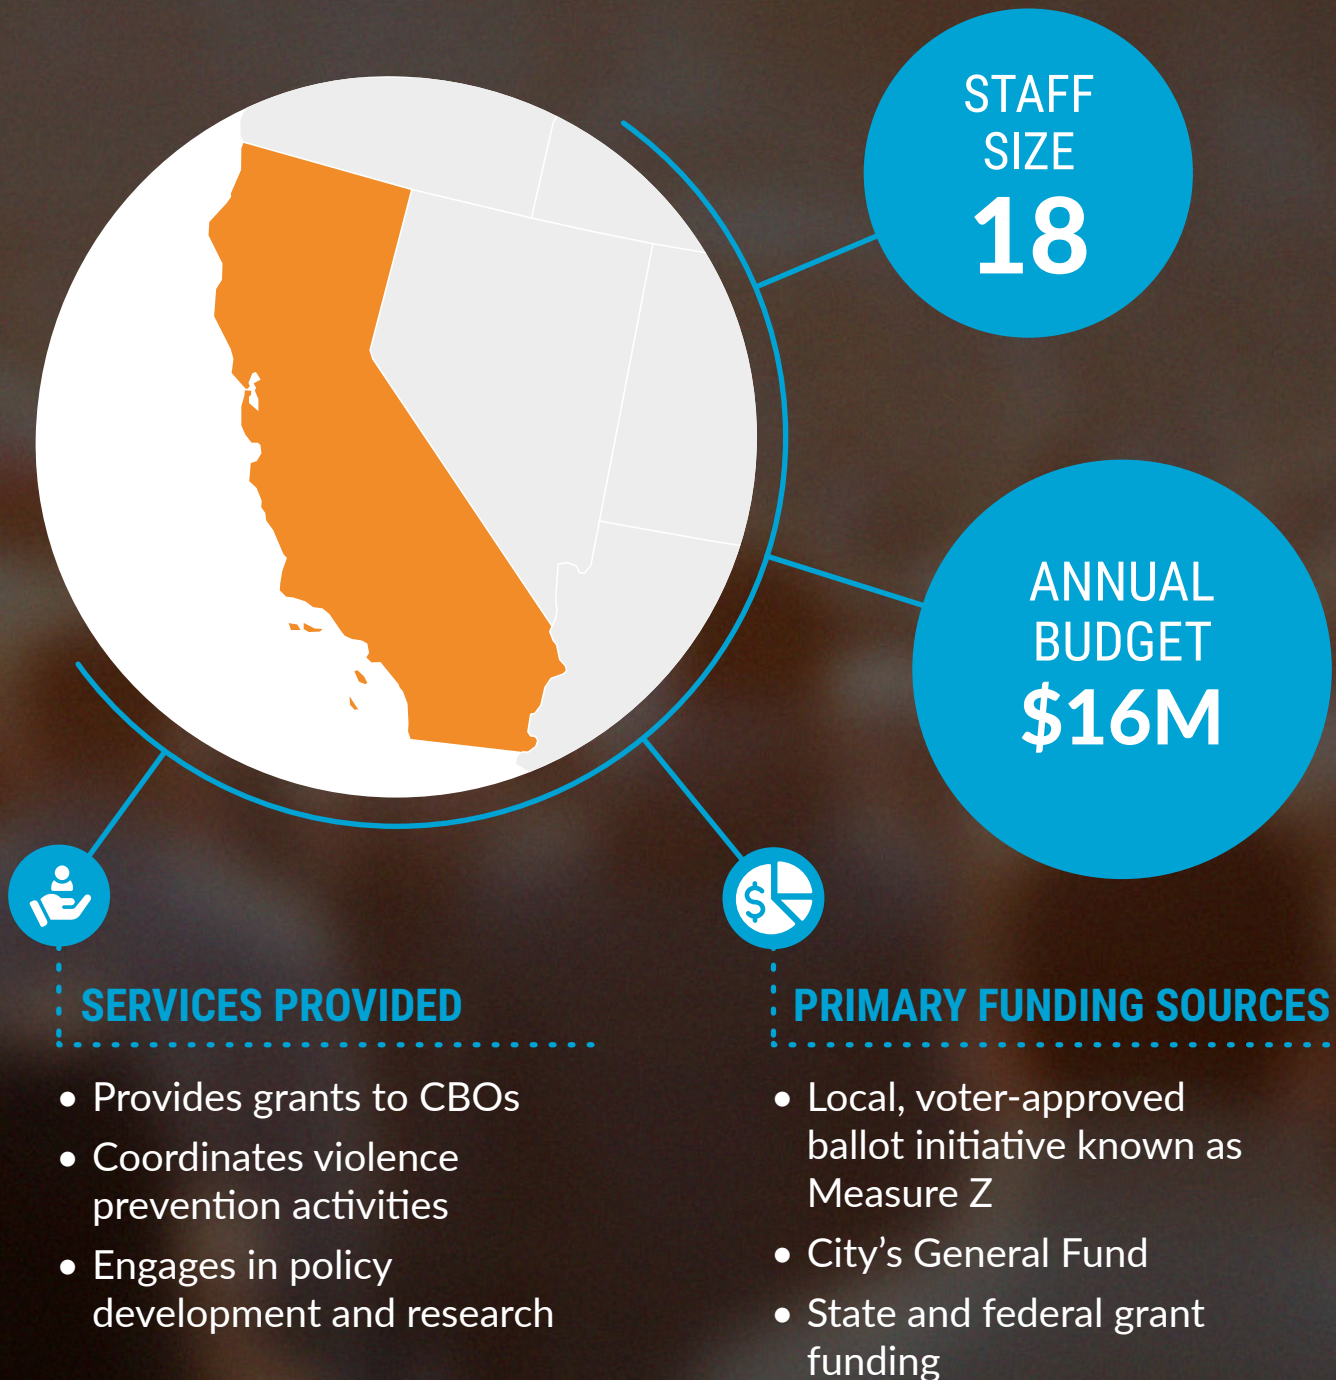 STAFF
SIZE
18
ANNUAL
BUDGET
$16M
SERVICES PROVIDED
• Provides grants to CBOs
• Coordinates violence
prevention activities
• Engages in policy
development and research
PRIMARY FUNDING SOURCES
• Local, voter-approved
ballot initiative known as
Measure Z
• City’s General Fund
• State and federal grant
funding